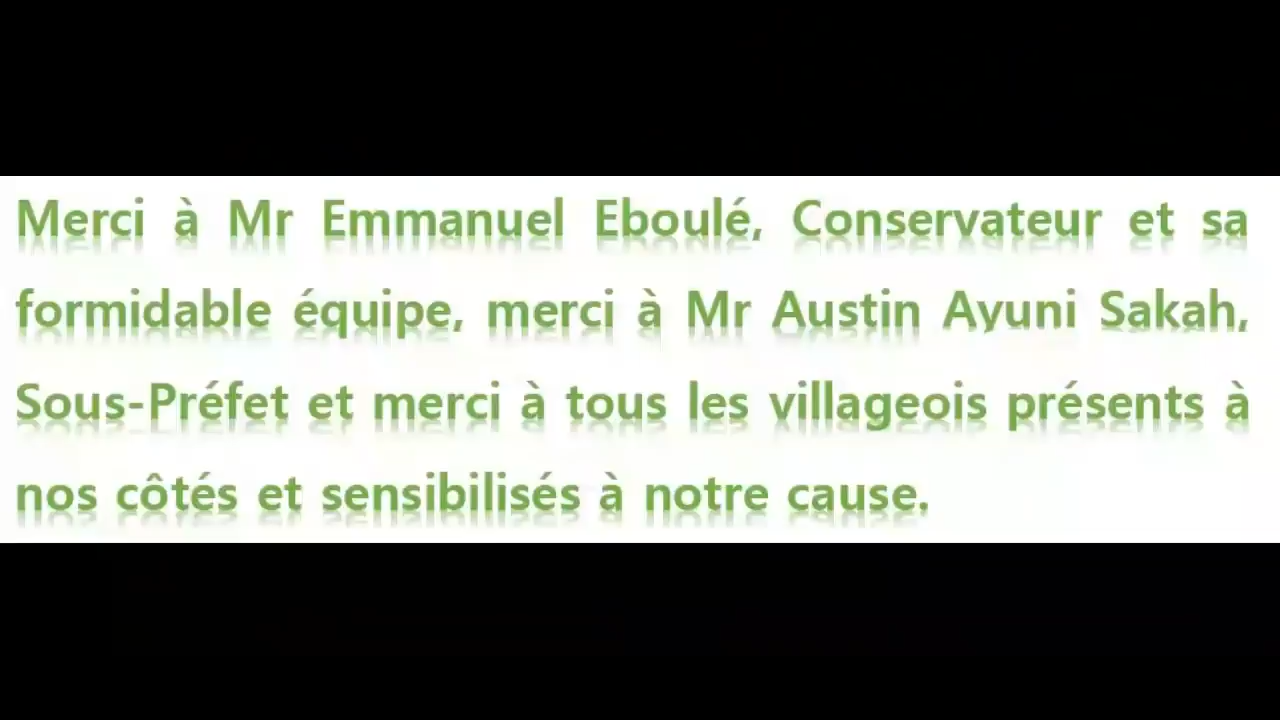 Merci à Mr Emmanuel Eboulé, Conservateur et sa
formidable équipe, merci à Mr Austin Ayuni Sakah,
Sous-Préfet et merci à tous les villageois présents à
nos côtés et sensibilisés à notre cause.